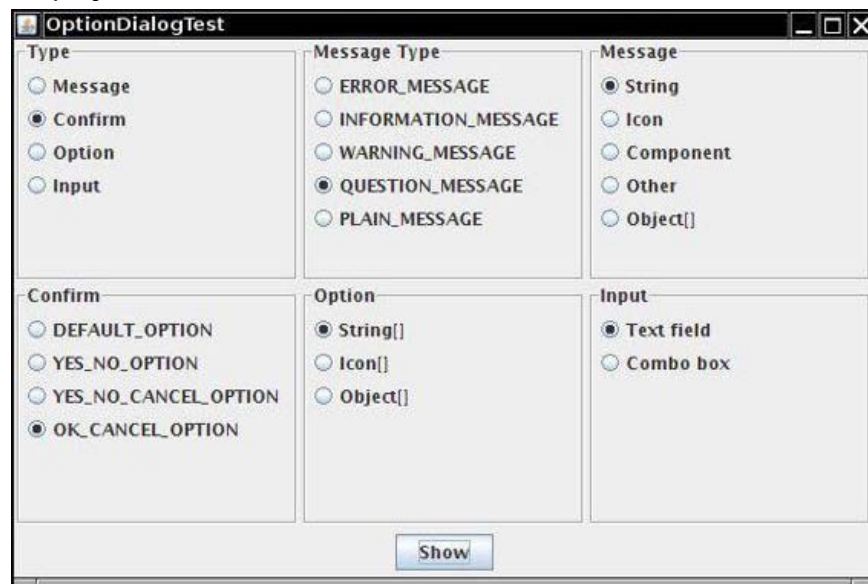 OptionDialogTest
Type
Message
Confirm
Option
Input
Message Type
ERROR_MESSAGE
INFORMATION_MESSAGE
WARNING_MESSAGE
QUESTION_MESSAGE
PLAIN_MESSAGE
Message
String
Icon
Component
Other
Object[]
Confirm
DEFAULT_OPTION
YES_NO_OPTION
YES_NO_CANCEL_OPTION
OK_CANCEL_OPTION
Option
String[]
Icon[]
Object[]
Input
Text field
Combo box
Show